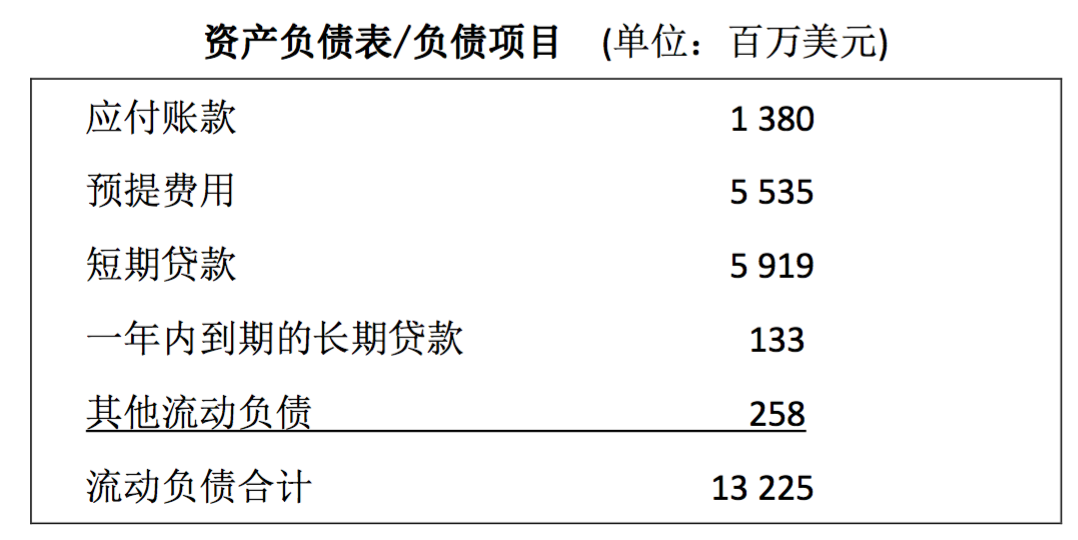 资产负债表/负债项目 (单位：百万美元)
应付账款 1 380
预提费用 5 535
短期贷款 5 919
一年内到期的长期贷款 133
其他流动负债 258
流动负债合计 13 225